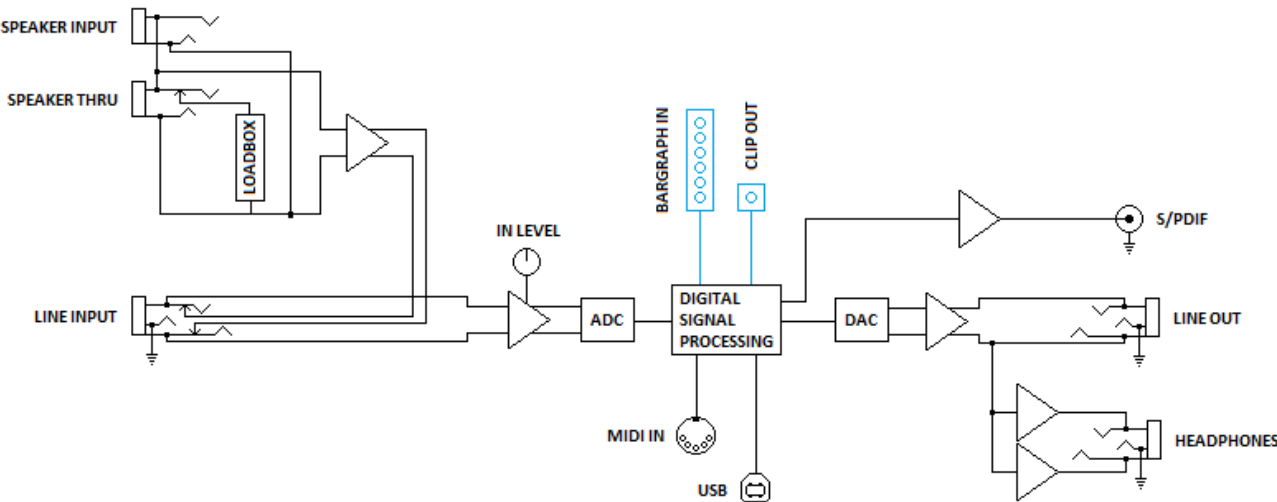 SPEAKER INPUT
SPEAKER THRU
LOADBOX
BARGRAPH IN
CLIP OUT
S/PDIF
IN LEVEL
LINE INPUT
ADC
DIGITAL
SIGNAL
PROCESSING
DAC
LINE OUT
MIDI IN
HEADPHONES
USB